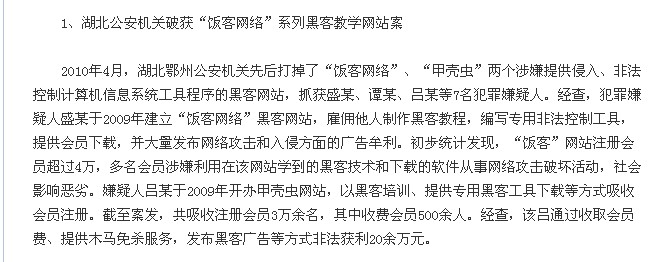 1、湖北公安机关破获“饭客网络”系列黑客教学网站案
2010年4月，湖北鄂州公安机关先后打掉了“饭客网络”、“甲壳虫”两个涉嫌提供侵入、非法
控制计算机信息系统工具程序的黑客网站，抓获盛某、谭某、吕某等7名犯罪嫌疑人。经查，犯罪嫌
疑人盛某于2009年建立“饭客网络”黑客网站，雇佣他人制作黑客教程，编写专用非法控制工具，
提供会员下载，并大量发布网络攻击和入侵方面的广告牟利。初步统计发现，“饭客”网站注册会
员超过4万，多名会员涉嫌利用在该网站学到的黑客技术和下载的软件从事网络攻击破坏活动，社会
影响恶劣。嫌疑人吕某于2009年开办甲壳虫网站，以黑客培训、提供专用黑客工具下载等方式吸收
会员注册。截至案发，共吸收注册会员3万余名，其中收费会员500余人。经查，该吕通过收取会员
费、提供木马免杀服务，发布黑客广告等方式非法获利20余万元。